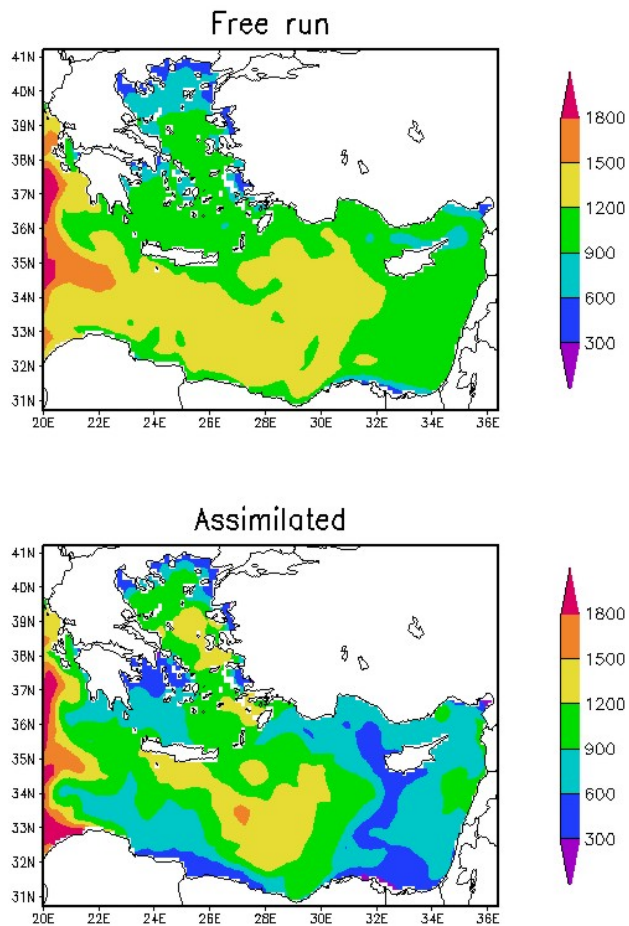 Free run
41N
40N
39N
38N
37N
36N
35N
34N
33N
32N
31N
20E 22E 24E 26E 28E 30E 32E 34E 36E
1800
1500
1200
900
600
300
Assimilated
41N
40N
39N
38N
37N
36N
35N
34N
33N
32N
31N
20E 22E 24E 26E 28E 30E 32E 34E 36E
1800
1500
1200
900
600
300